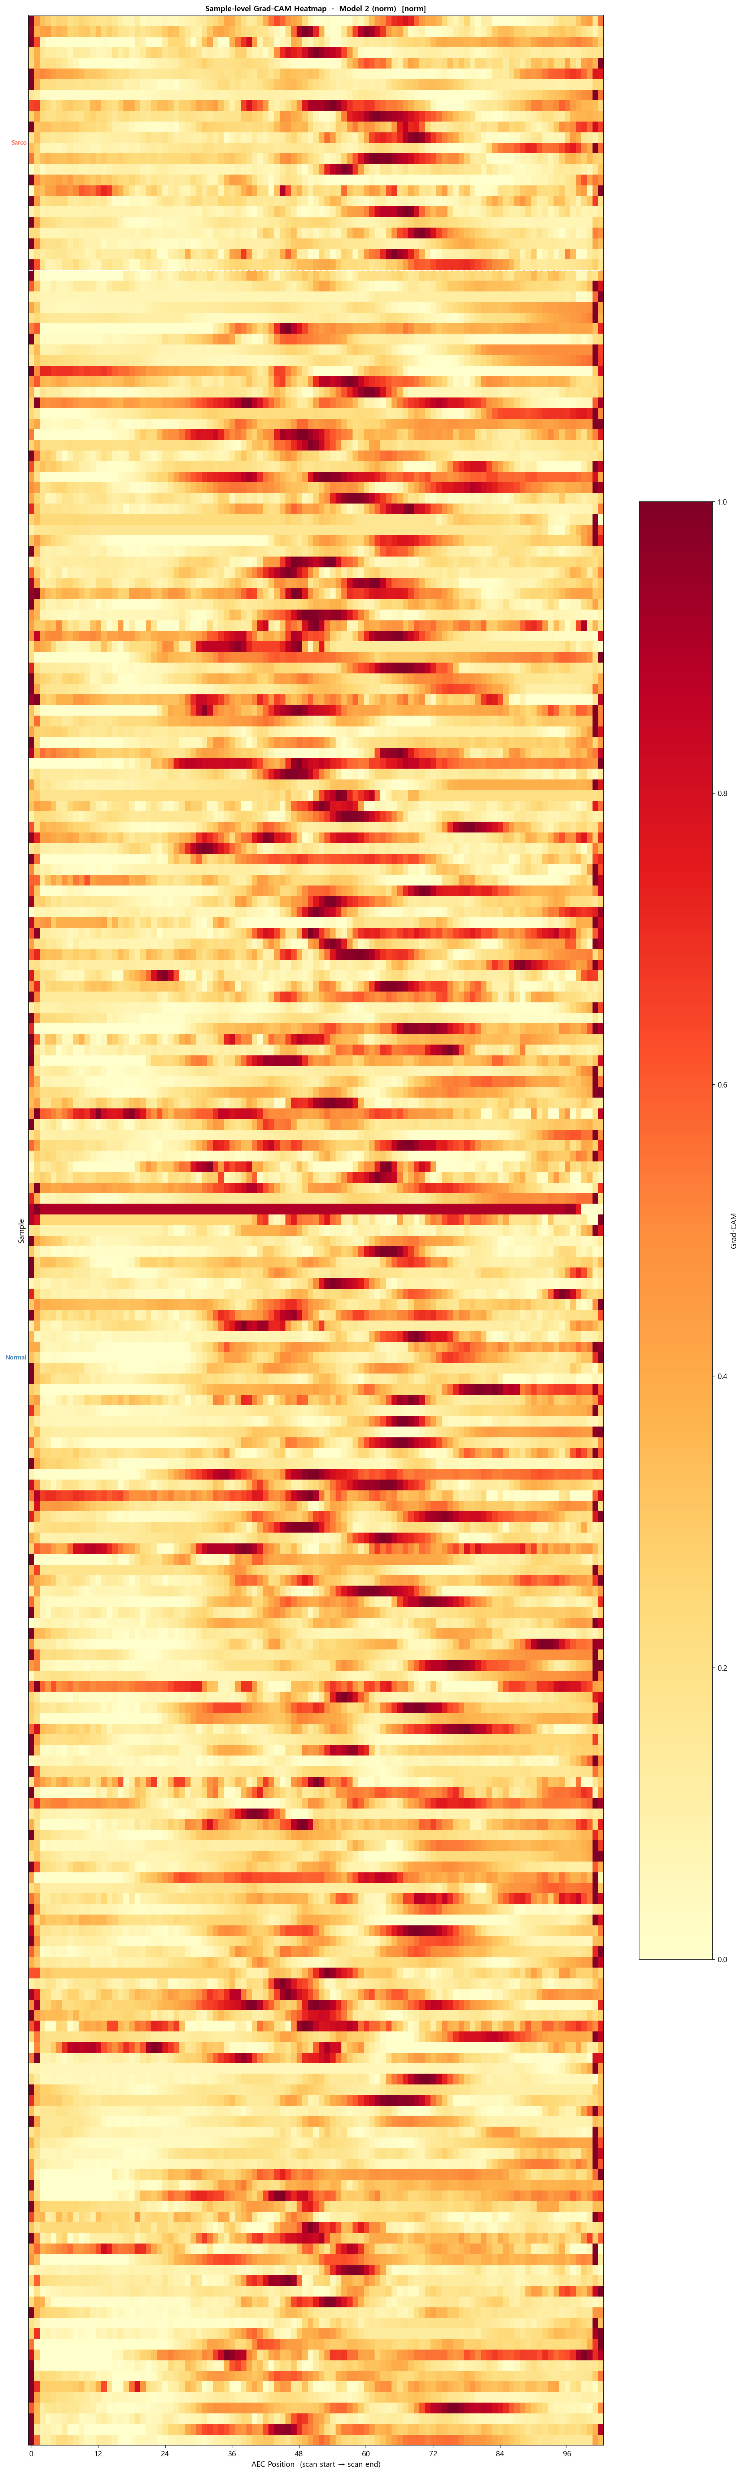 Sample-level Grad-CAM Heatmap - Model 2 (norm) [norm]
Sarco
Normal
Sample
0 12 24 36 48 60 72 84 96
AEC Position (scan start → scan end)
1.0
0.8
0.6
0.4
0.2
0.0
Grad-CAM